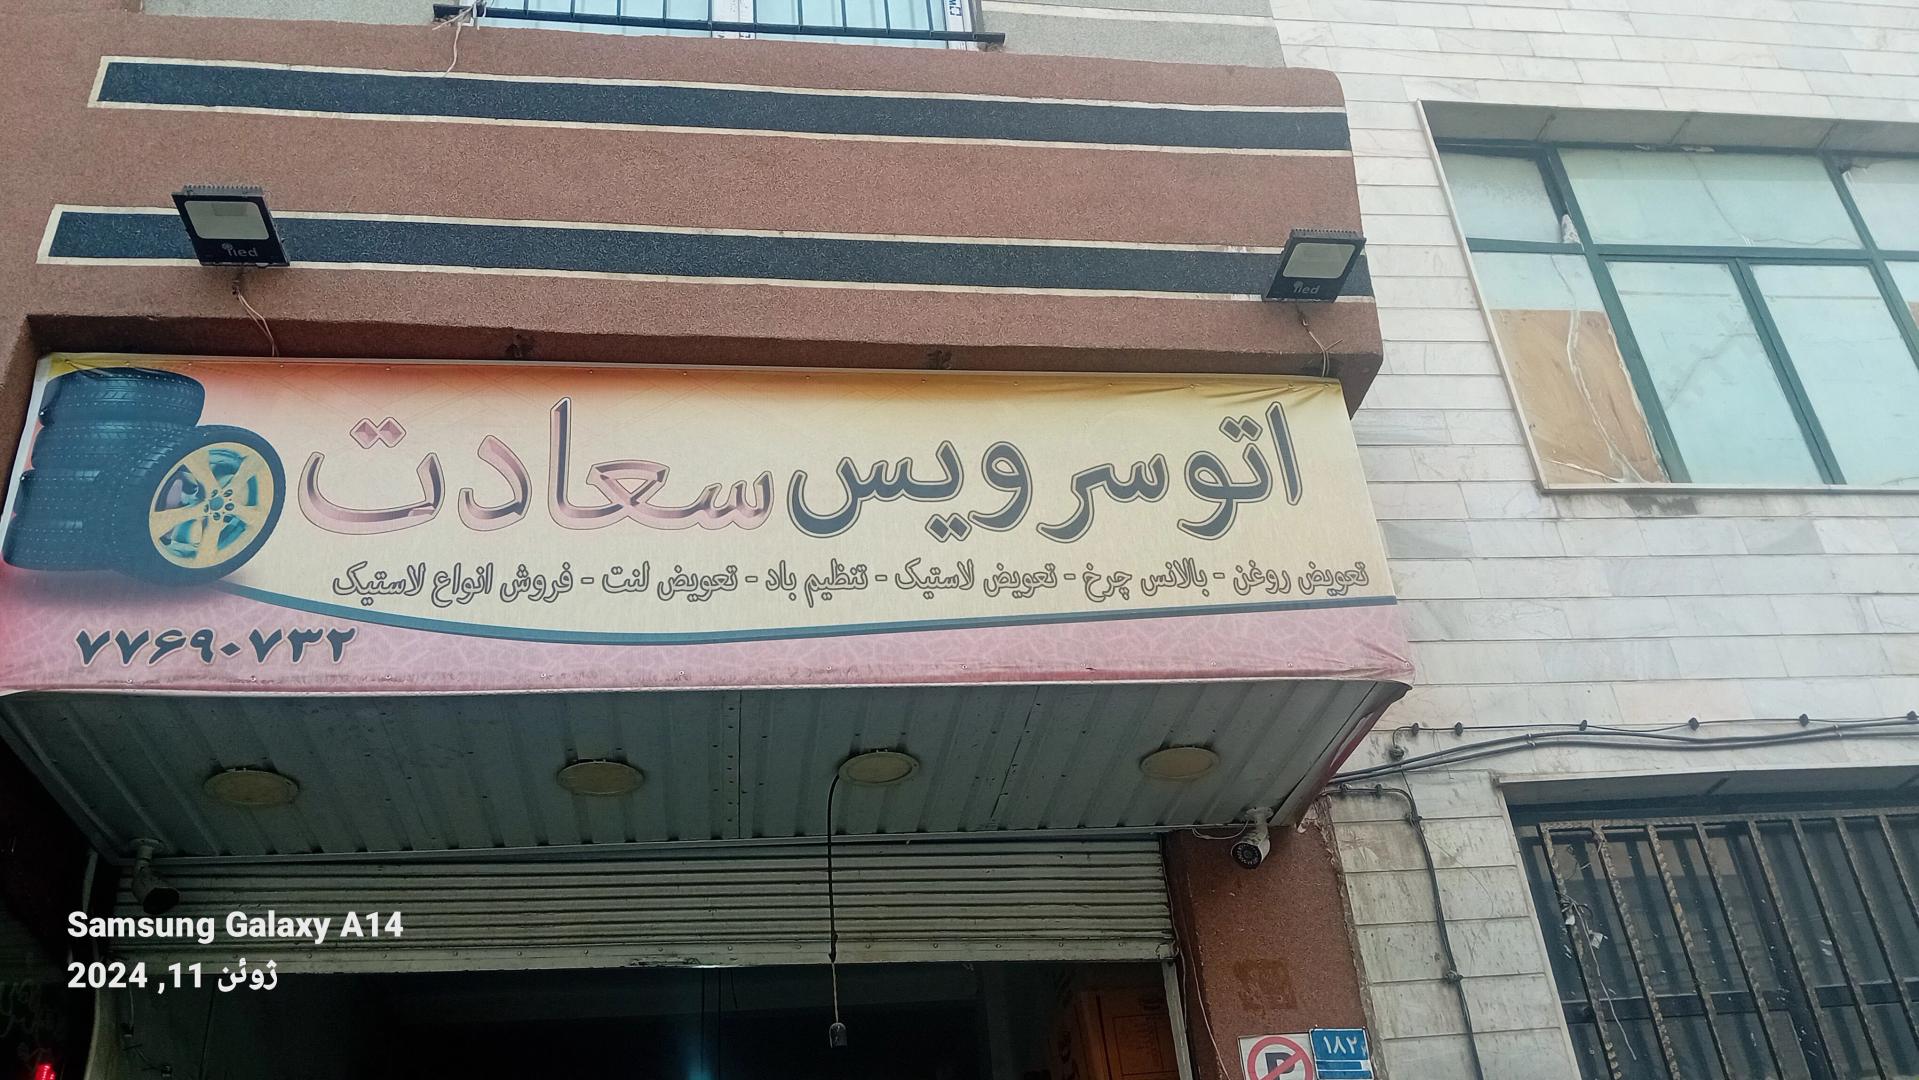 اتوسرویس سعادت
تعویض روغن - بالانس چرخ - تعویض لاستیک - تنظیم باد - تعویض لنت - فروش انواع لاستیک
۷۷۶۹۰۷۳۲
Samsung Galaxy A14
ژوئن 11, 2024
۱۸۲